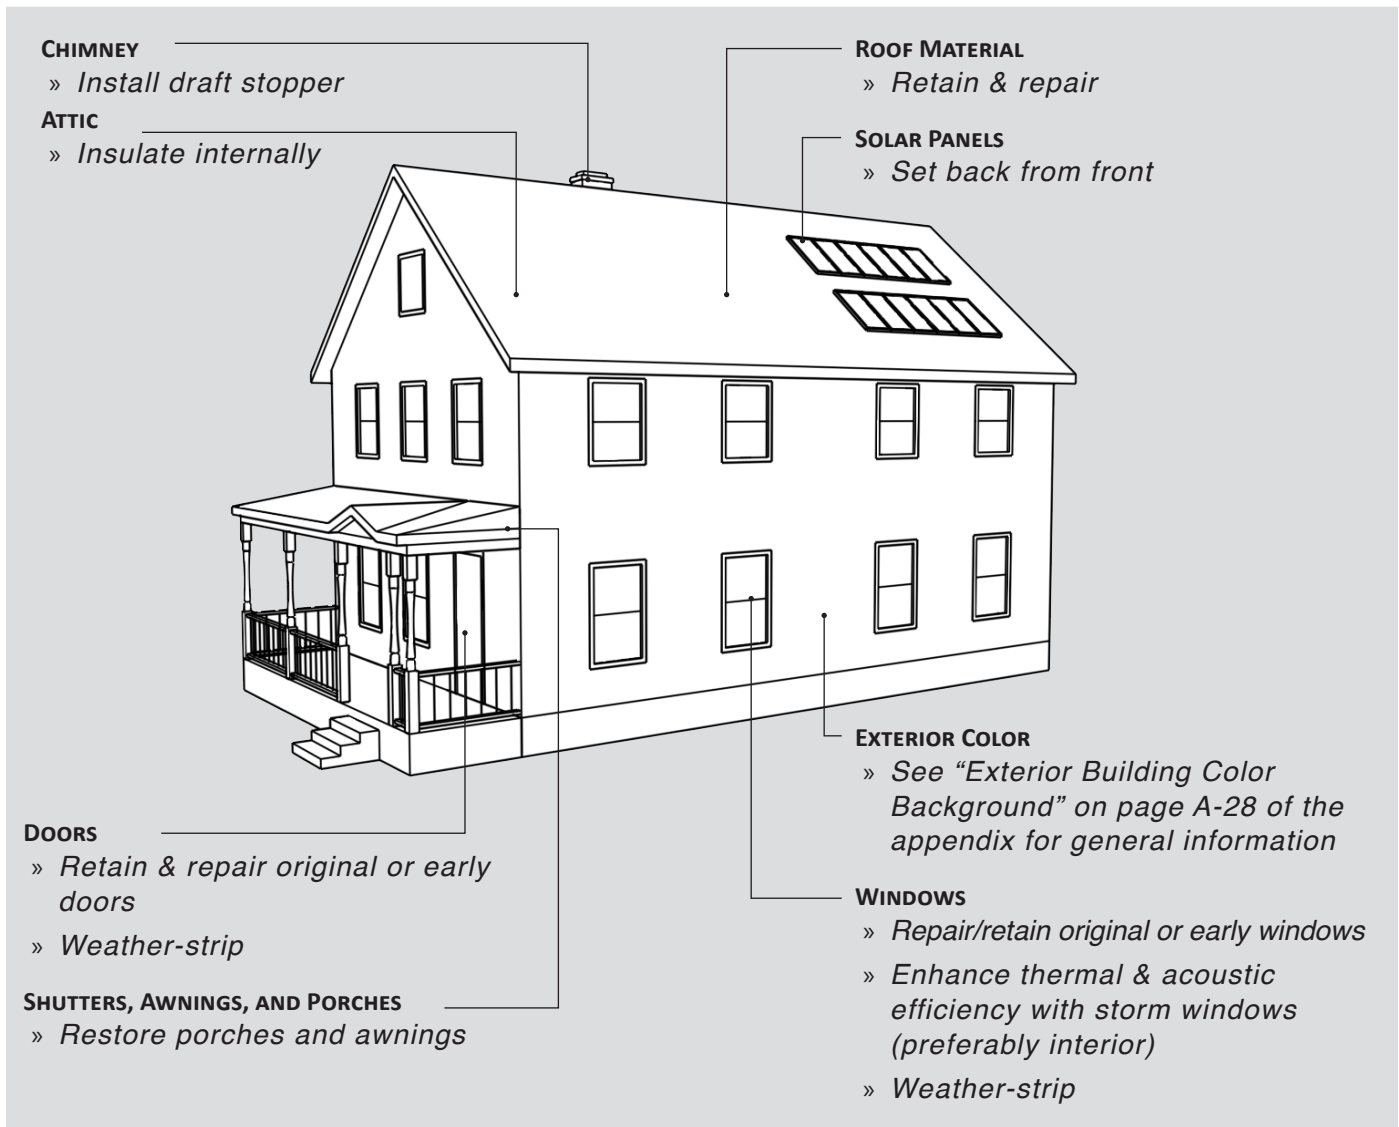 CHIMNEY
» Install draft stopper
ATTIC
» Insulate internally
ROOF MATERIAL
» Retain & repair
SOLAR PANELS
» Set back from front
EXTERIOR COLOR
» See “Exterior Building Color
Background” on page A-28 of the
appendix for general information
DOORS
» Retain & repair original or early
doors
» Weather-strip
SHUTTERS, AWNINGS, AND PORCHES
» Restore porches and awnings
WINDOWS
» Repair/retain original or early windows
» Enhance thermal & acoustic
efficiency with storm windows
(preferably interior)
» Weather-strip